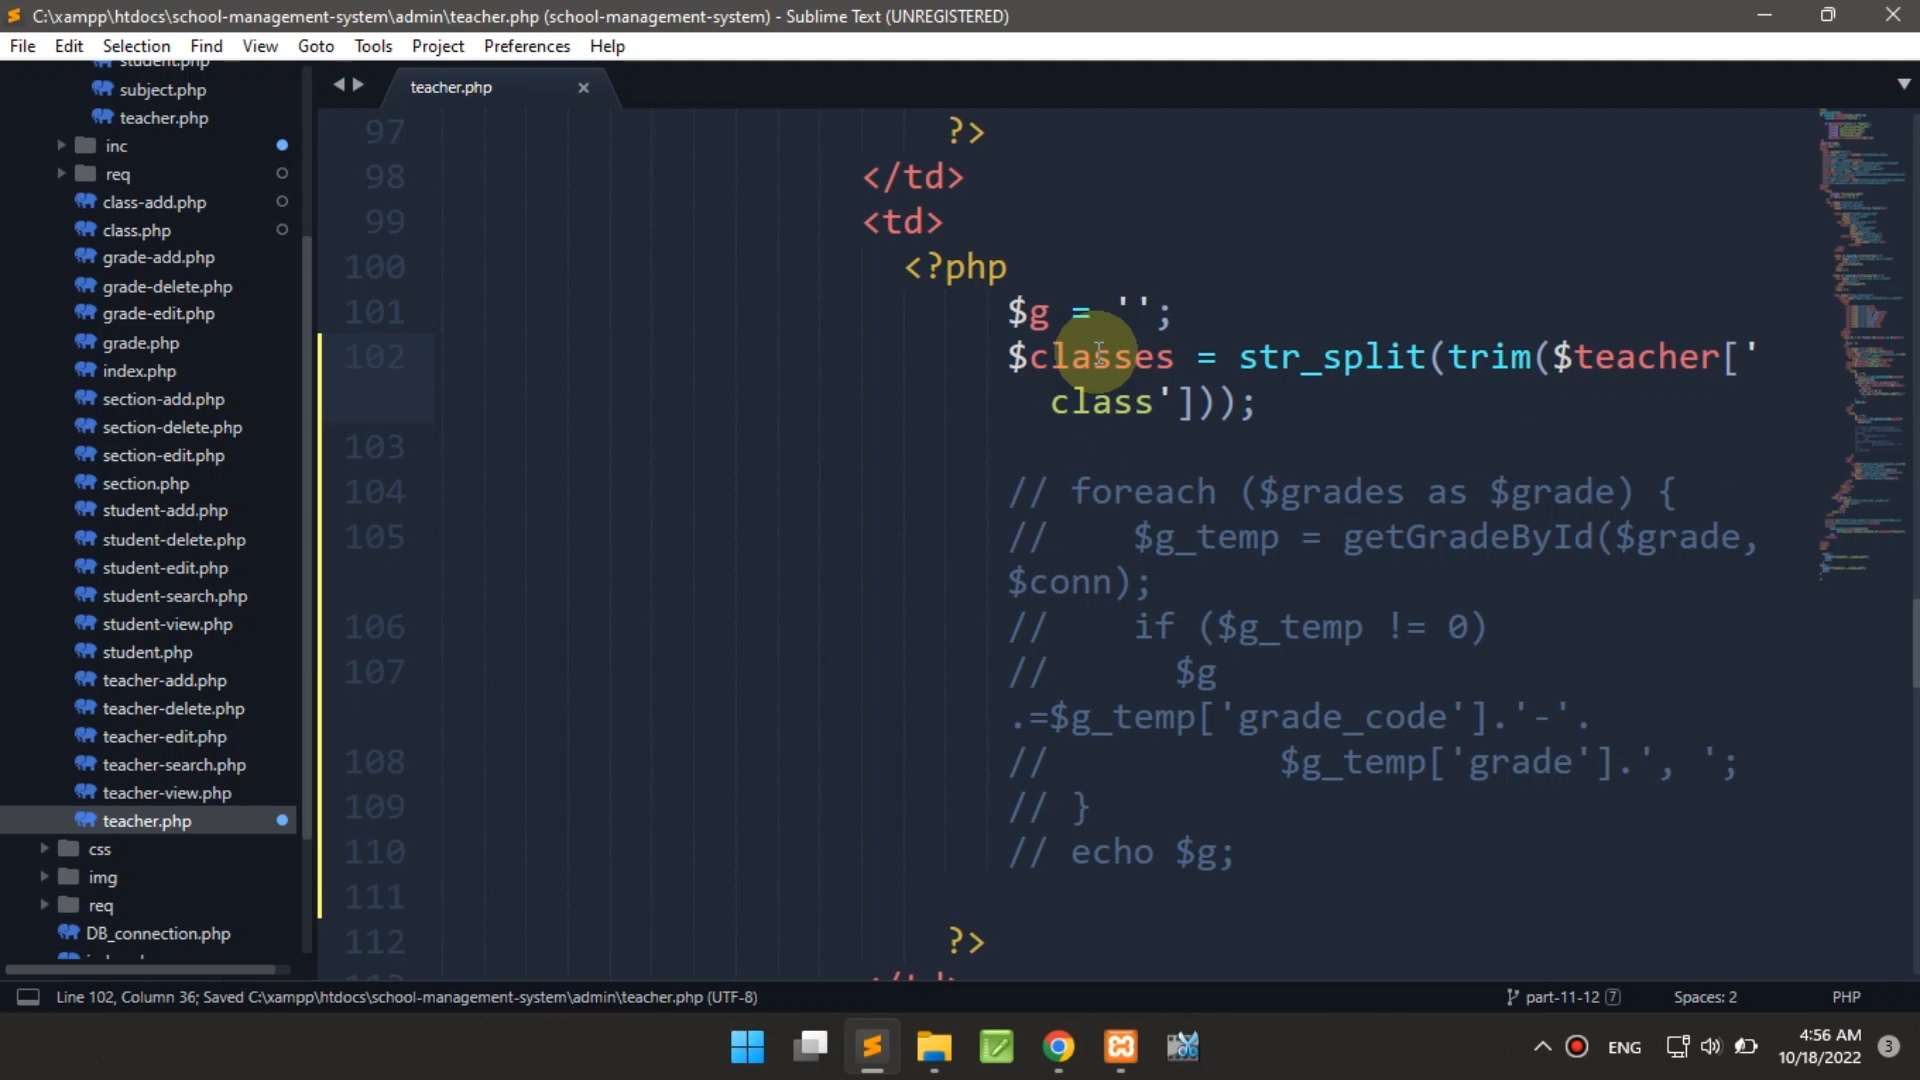 C:\xampp\htdocs\school-management-system\admin\teacher.php (school-management-system) - Sublime Text (UNREGISTERED)
File Edit Selection Find View Goto Tools Project Preferences Help
student.php
subject.php
teacher.php
inc
req
class-add.php
class.php
grade-add.php
grade-delete.php
grade-edit.php
grade.php
index.php
section-add.php
section-delete.php
section-edit.php
section.php
student-add.php
student-delete.php
student-edit.php
student-search.php
student-view.php
student.php
teacher-add.php
teacher-delete.php
teacher-edit.php
teacher-search.php
teacher-view.php
teacher.php
css
img
req
DB_connection.php
teacher.php
97 ?>
98 </td>
99 <td>
100 <?php
101 $g = '';
102 $classes = str_split(trim($teacher['
class']));
103
104 // foreach ($grades as $grade) {
105 // $g_temp = getGradeById($grade,
$conn);
106 // if ($g_temp != 0)
107 // $g
.=$g_temp['grade_code'].'-'.
108 // $g_temp['grade'].', ';
109 // }
110 // echo $g;
111
112 ?>
Line 102, Column 36; Saved C:\xampp\htdocs\school-management-system\admin\teacher.php (UTF-8)
part-11-12 7
Spaces: 2
PHP
ENG
4:56 AM
10/18/2022
3